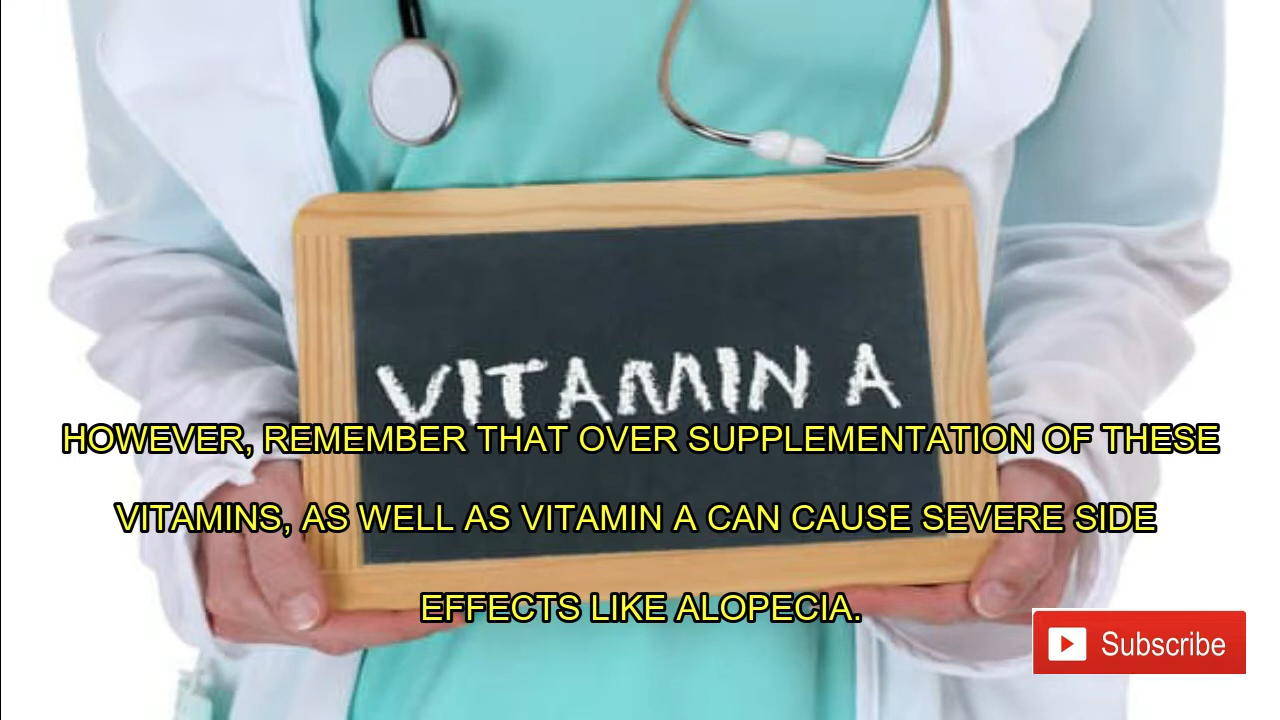 VITAMIN A
HOWEVER, REMEMBER THAT OVER SUPPLEMENTATION OF THESE
VITAMINS, AS WELL AS VITAMIN A CAN CAUSE SEVERE SIDE
EFFECTS LIKE ALOPECIA.
Subscribe